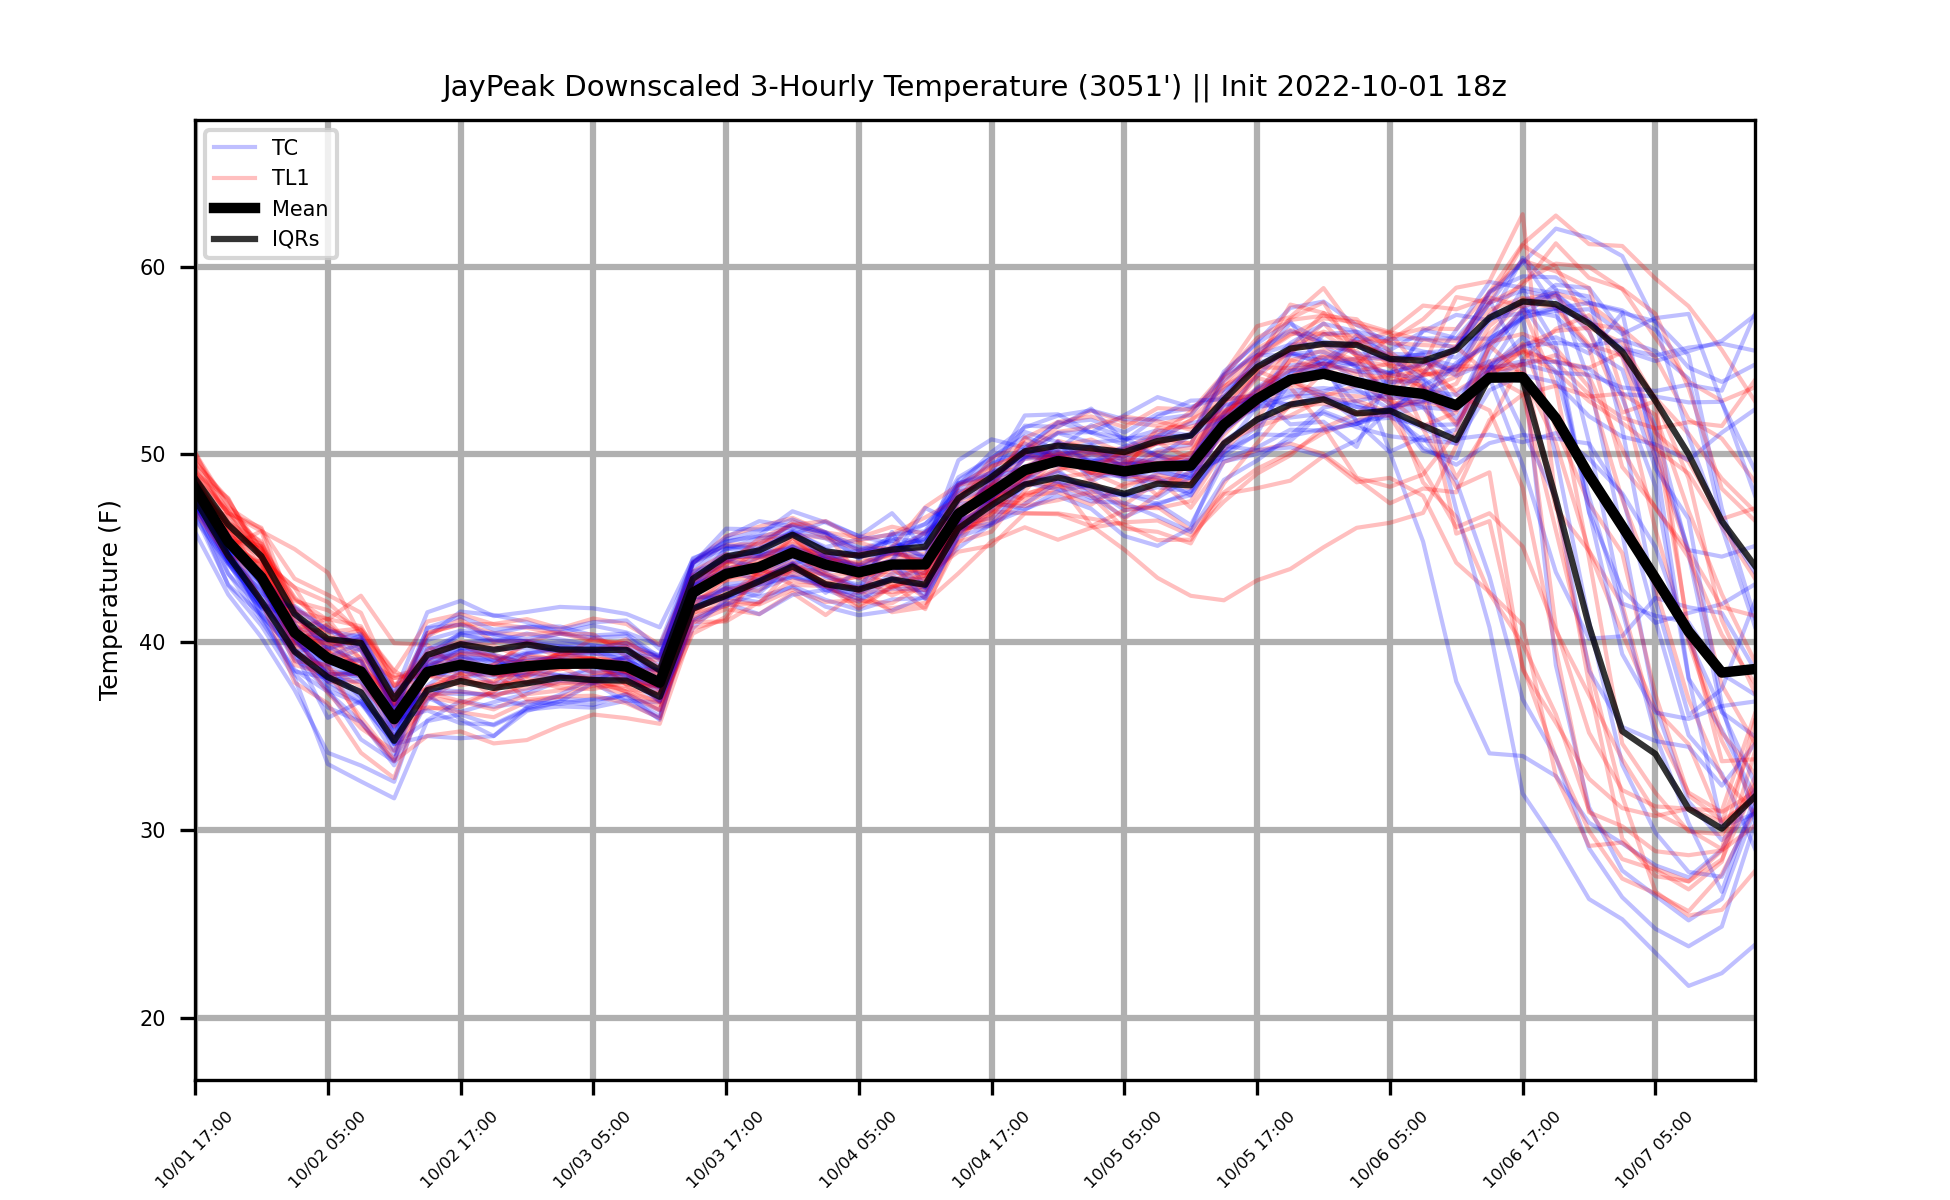 JayPeak Downscaled 3-Hourly Temperature (3051') || Init 2022-10-01 18z
TC
TL1
Mean
IQRs
Temperature (F)
60
50
40
30
20
10/01 17:00
10/02 05:00
10/02 17:00
10/03 05:00
10/03 17:00
10/04 05:00
10/04 17:00
10/05 05:00
10/05 17:00
10/06 05:00
10/06 17:00
10/07 05:00